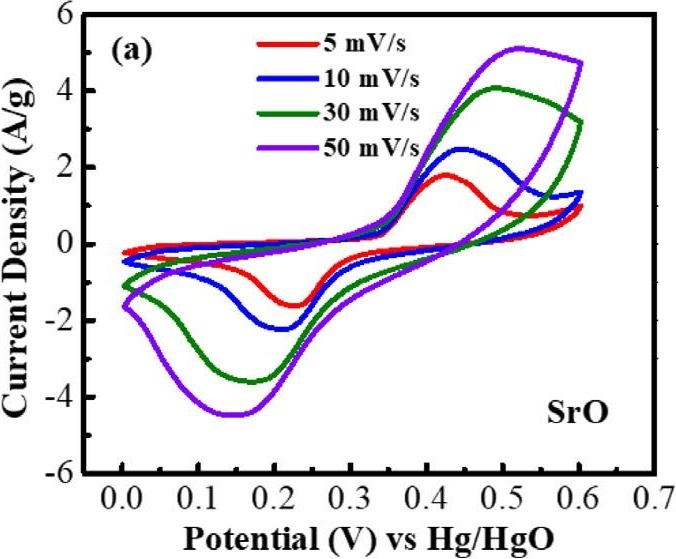 (a)
5 mV/s
10 mV/s
30 mV/s
50 mV/s
Current Density (A/g)
6
4
2
0
-2
-4
-6
SrO
0.0 0.1 0.2 0.3 0.4 0.5 0.6 0.7
Potential (V) vs Hg/HgO